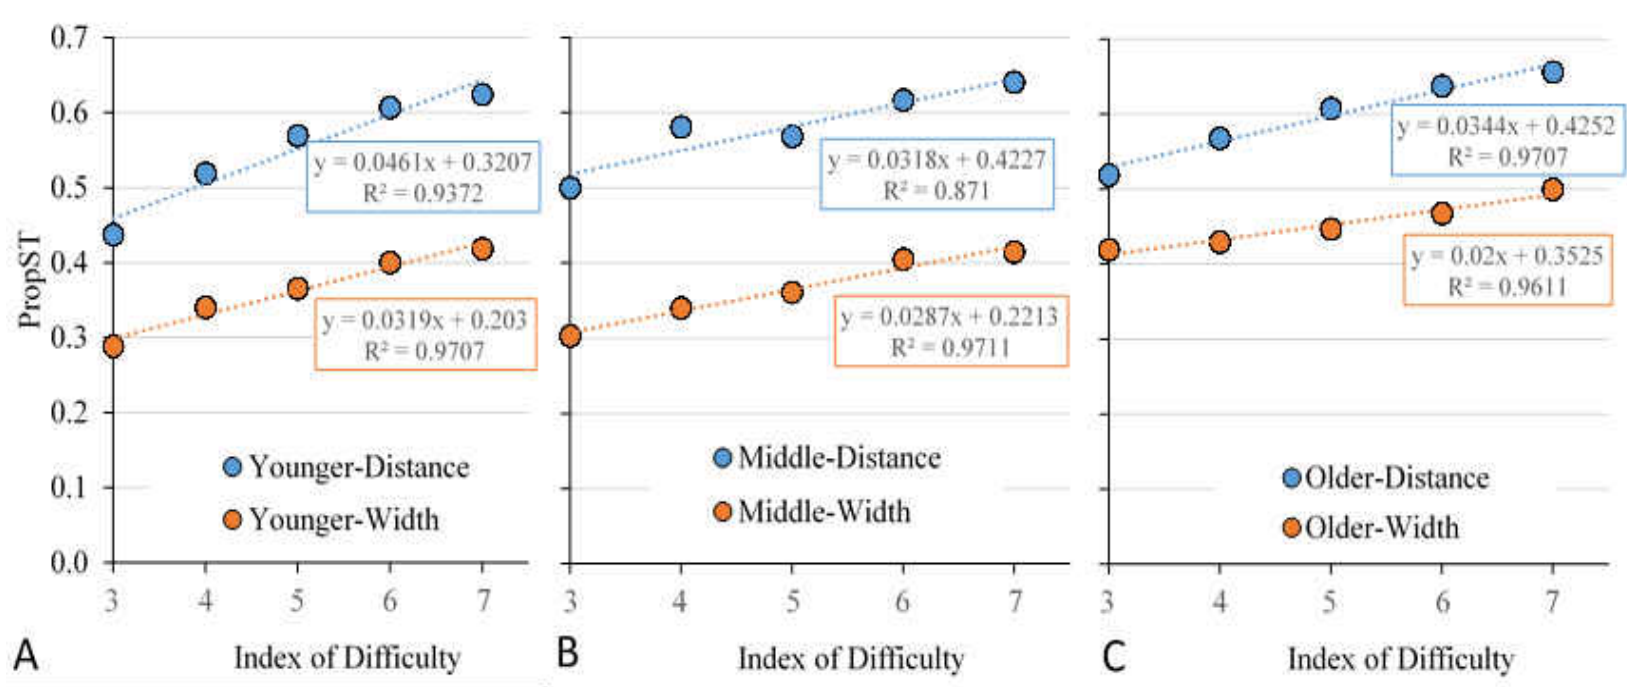 PropST
0.7
0.6
0.5
0.4
0.3
0.2
0.1
0.0
y = 0.0461x + 0.3207
R² = 0.9372
y = 0.0319x + 0.203
R² = 0.9707
Younger-Distance
Younger-Width
3 4 5 6 7
A
Index of Difficulty
y = 0.0318x + 0.4227
R² = 0.871
y = 0.0287x + 0.2213
R² = 0.9711
Middle-Distance
Middle-Width
3 4 5 6 7
B
Index of Difficulty
y = 0.0344x + 0.4252
R² = 0.9707
y = 0.02x + 0.3525
R² = 0.9611
Older-Distance
Older-Width
3 4 5 6 7
C
Index of Difficulty